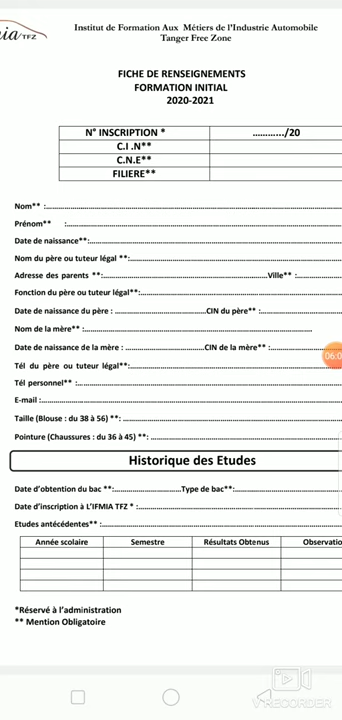 Institut de Formation Aux Métiers de l'Industrie Automobile
Tanger Free Zone
TFZ
FICHE DE RENSEIGNEMENTS
FORMATION INITIAL
2020-2021
N° INSCRIPTION * .........../20
C.I .N**
C.N.E**
FILIERE**
Nom** :
Prénom** :
Date de naissance**:
Nom du père ou tuteur légal **:
Adresse des parents **: Ville** :
Fonction du père ou tuteur légal**:
Date de naissance du père : CIN du père** :
Nom de la mère** :
Date de naissance de la mère : CIN de la mère** :
06:0
Tél du père ou tuteur légal**:
Tél personnel** :
E-mail :
Taille (Blouse : du 38 à 56) **:
Pointure (Chaussures : du 36 à 45) **:
Historique des Etudes
Date d'obtention du bac **: Type de bac**:
Date d'inscription à L'IFMIA TFZ * :
Etudes antécédentes** :
Année scolaire Semestre Résultats Obtenus Observatio
*Réservé à l'administration
** Mention Obligatoire
VRECORDER